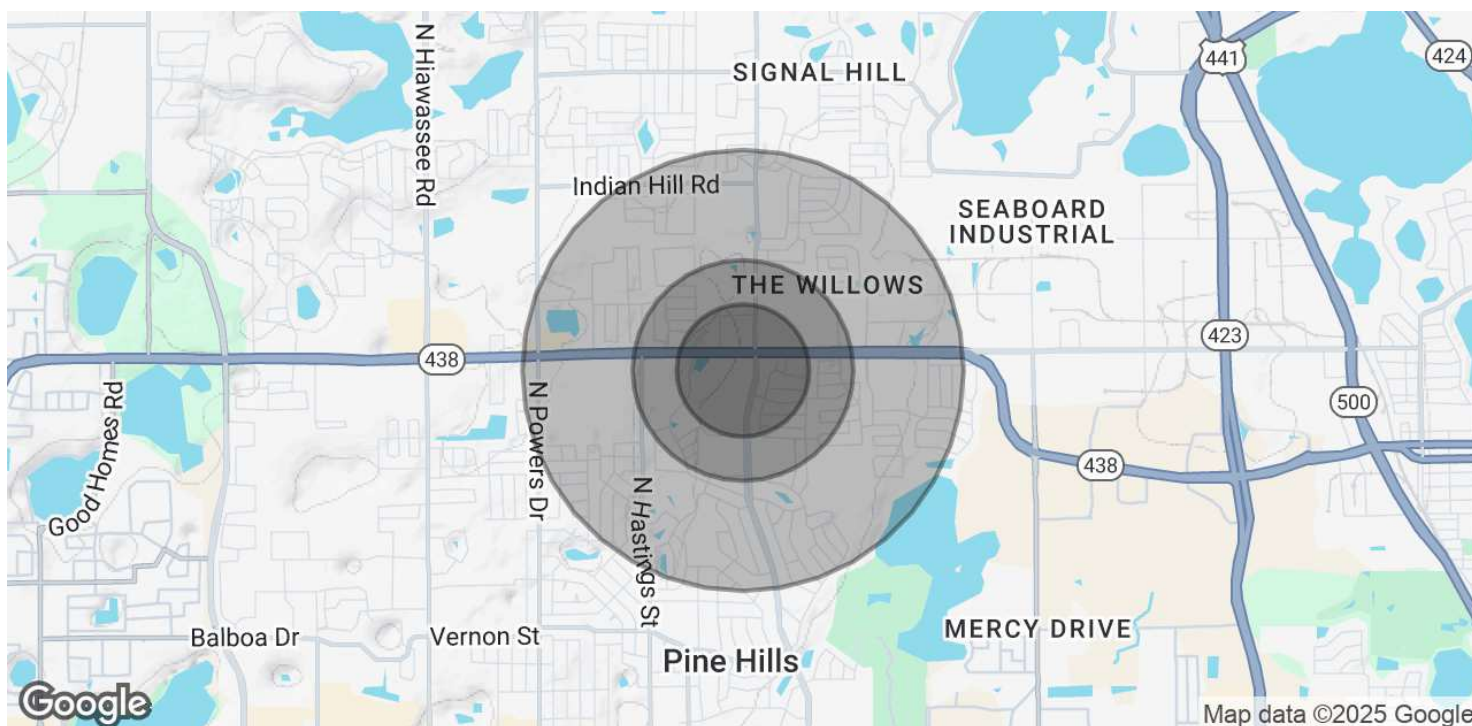 N Hiawassee Rd
SIGNAL HILL
441
424
Indian Hill Rd
SEABOARD
INDUSTRIAL
THE WILLOWS
438
423
Good Homes Rd
N Powers Dr
500
438
N Hastings St
Balboa Dr
Vernon St
MERCY DRIVE
Pine Hills
Google
Map data ©2025 Google